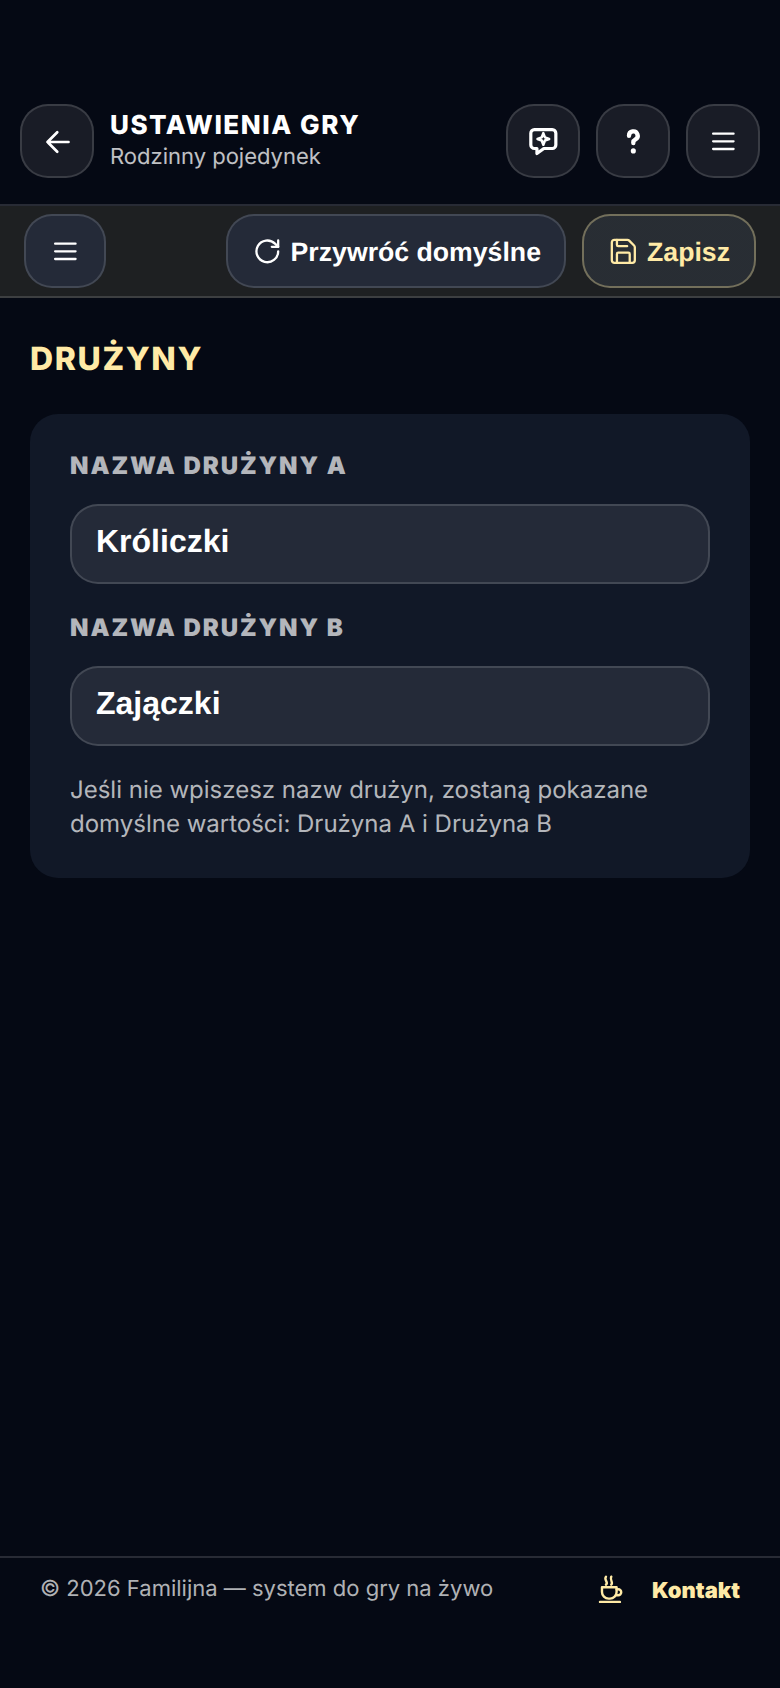 USTAWIENIA GRY
Rodzinny pojedynek
?
Przywróć domyślne
Zapisz
DRUŻYNY
NAZWA DRUŻYNY A
Króliczki
NAZWA DRUŻYNY B
Zajączki
Jeśli nie wpiszesz nazw drużyn, zostaną pokazane
domyślne wartości: Drużyna A i Drużyna B
© 2026 Familijna — system do gry na żywo
Kontakt